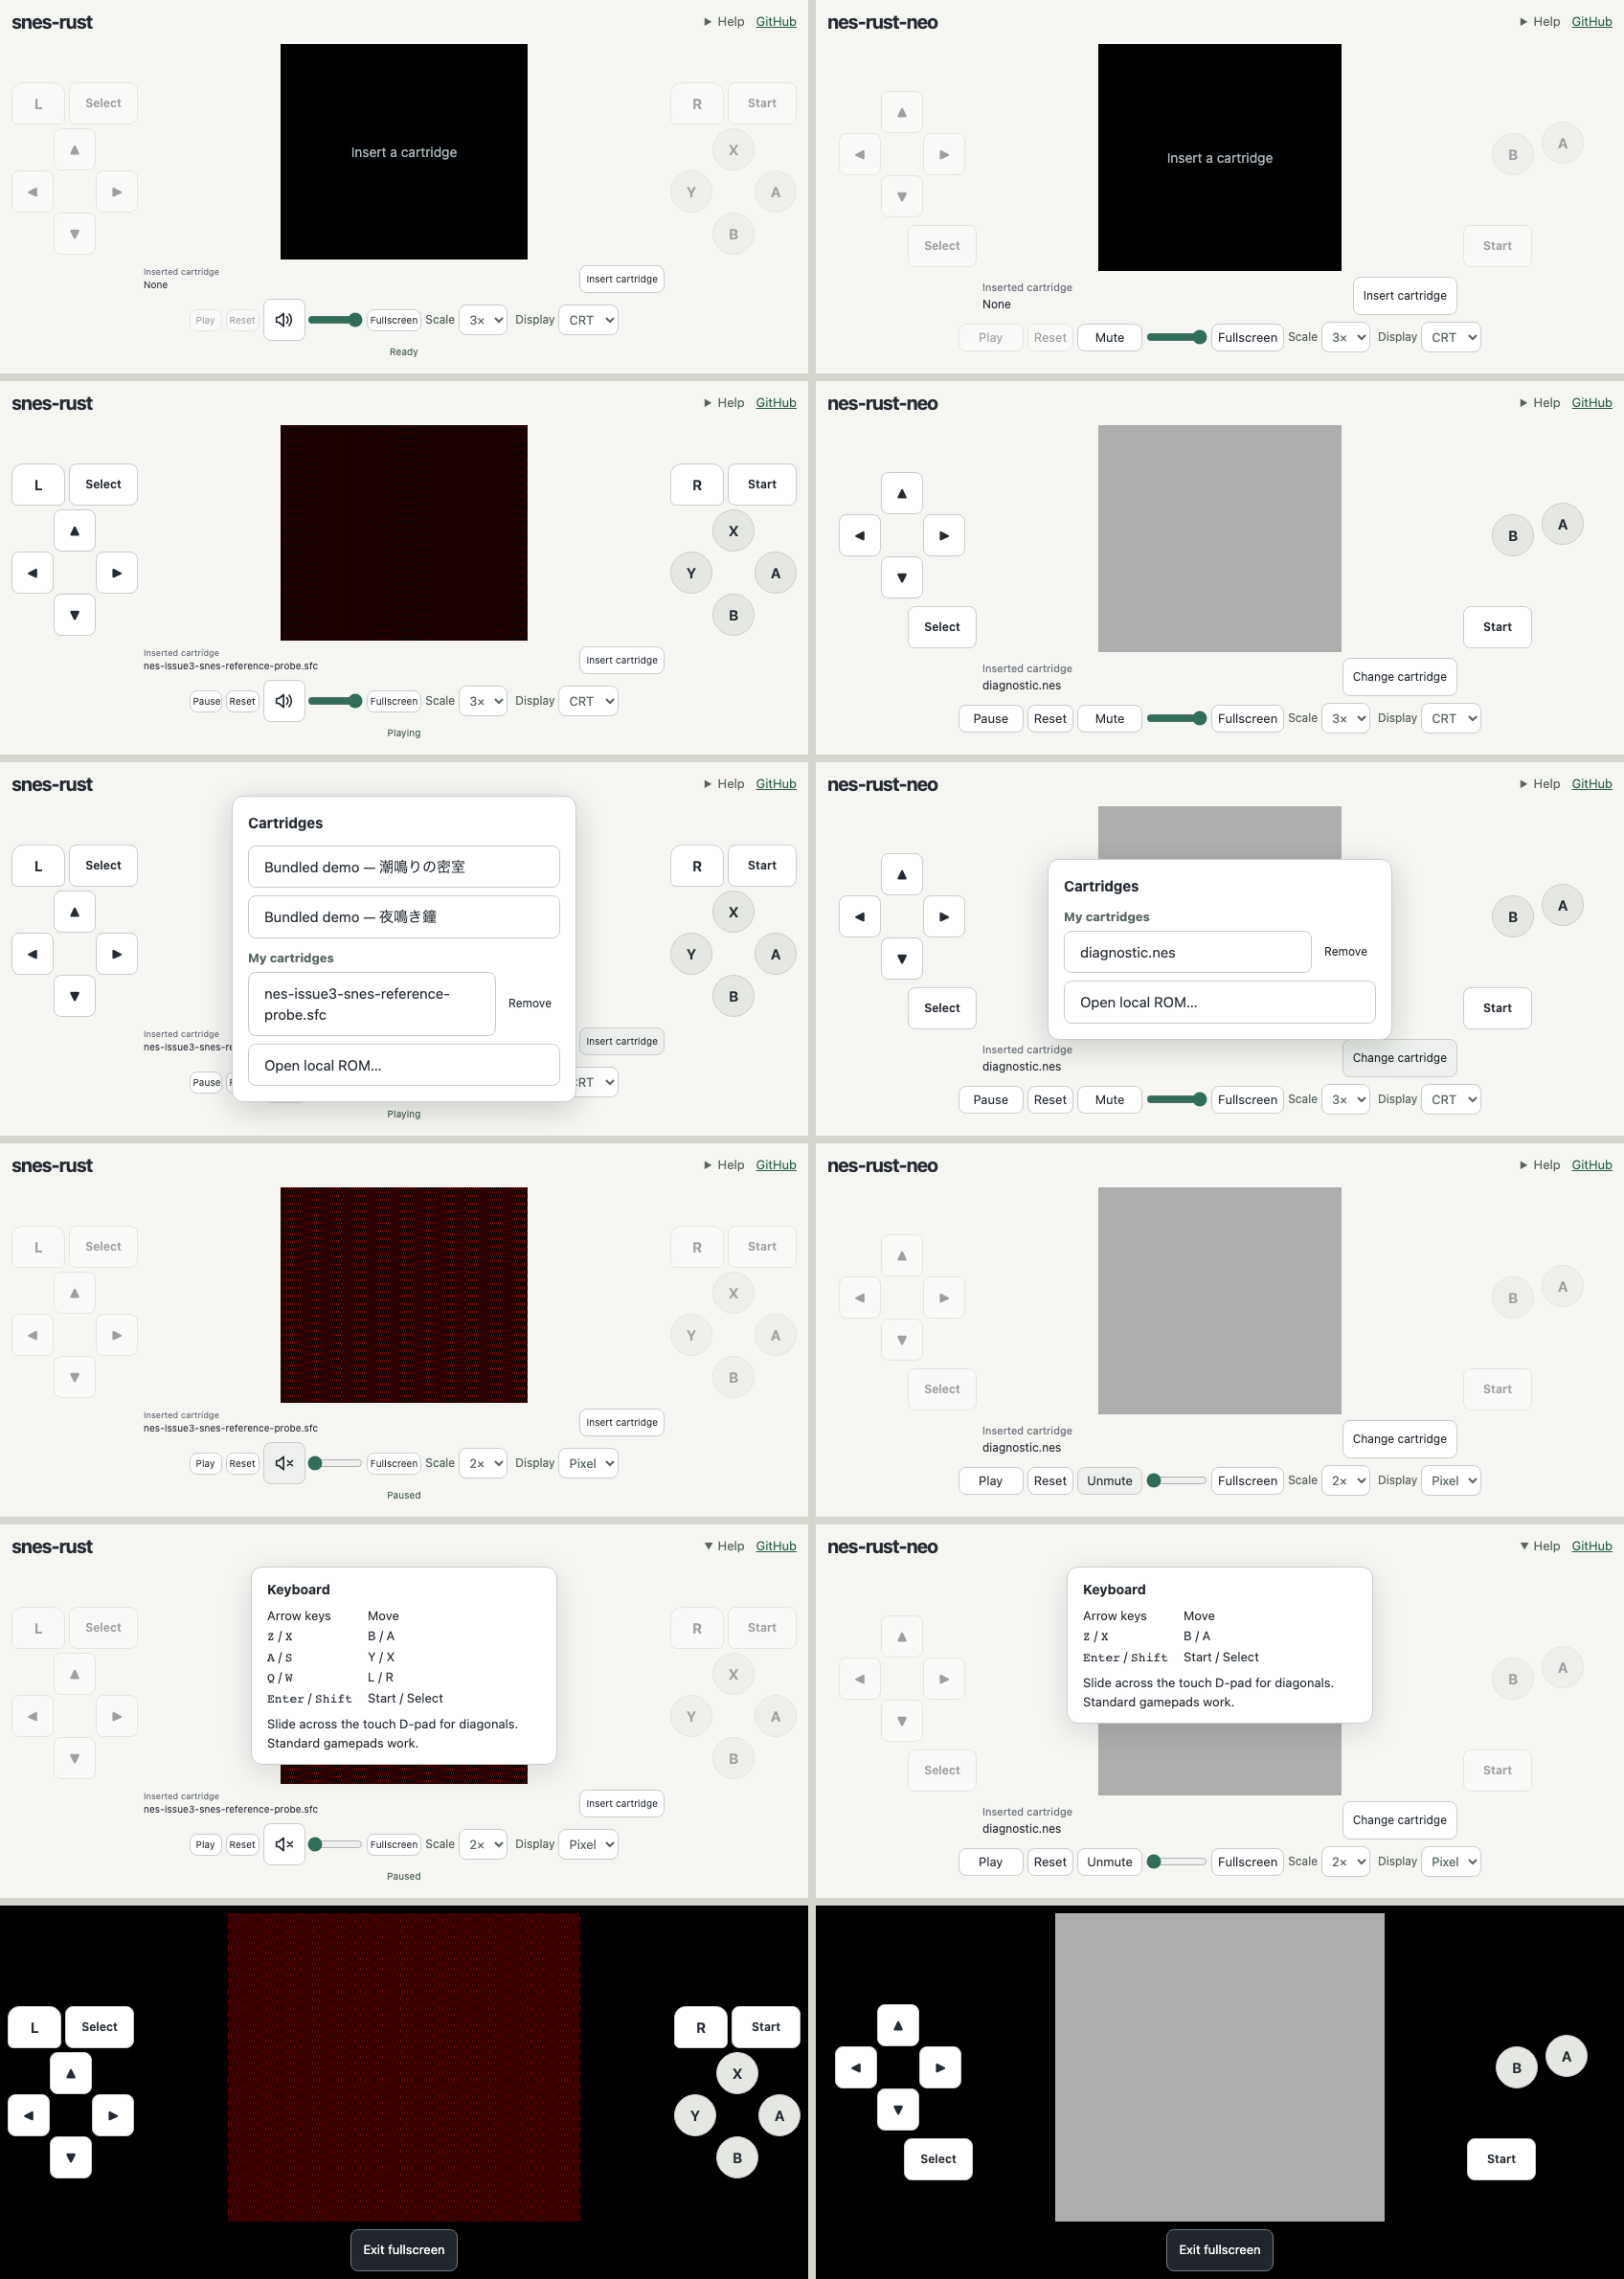 snes-rust
Help GitHub
L Select
R Start
X
Y A
B
Insert a cartridge
Inserted cartridge
None
Insert cartridge
Play Reset Fullscreen Scale 3× Display CRT
Ready
nes-rust-neo
Help GitHub
Insert a cartridge
B A
Select
Start
Inserted cartridge
None
Insert cartridge
Play Reset Mute Fullscreen Scale 3× Display CRT
snes-rust
Help GitHub
L Select
R Start
X
Y A
B
Inserted cartridge
nes-issue3-snes-reference-probe.sfc
Insert cartridge
Pause Reset Fullscreen Scale 3× Display CRT
Playing
nes-rust-neo
Help GitHub
B A
Select
Start
Inserted cartridge
diagnostic.nes
Change cartridge
Pause Reset Mute Fullscreen Scale 3× Display CRT
snes-rust
Help GitHub
L Select
R Start
X
Y A
B
Cartridges
Bundled demo — 潮鳴りの密室
Bundled demo — 夜鳴き鐘
My cartridges
nes-issue3-snes-reference-
probe.sfc
Remove
Open local ROM...
Inserted cartridge
nes-issue3-snes-re
Insert cartridge
Pause CRT
Playing
nes-rust-neo
Help GitHub
B A
Select
Start
Cartridges
My cartridges
diagnostic.nes
Remove
Open local ROM...
Inserted cartridge
diagnostic.nes
Change cartridge
Pause Reset Mute Fullscreen Scale 3× Display CRT
snes-rust
Help GitHub
L Select
R Start
X
Y A
B
Inserted cartridge
nes-issue3-snes-reference-probe.sfc
Insert cartridge
Play Reset Fullscreen Scale 2× Display Pixel
Paused
nes-rust-neo
Help GitHub
B A
Select
Start
Inserted cartridge
diagnostic.nes
Change cartridge
Play Reset Unmute Fullscreen Scale 2× Display Pixel
snes-rust
Help GitHub
L Select
R Start
X
Y A
B
Keyboard
Arrow keys Move
Z / X B / A
A / S Y / X
Q / W L / R
Enter / Shift Start / Select
Slide across the touch D-pad for diagonals.
Standard gamepads work.
Inserted cartridge
nes-issue3-snes-reference-probe.sfc
Insert cartridge
Play Reset Fullscreen Scale 2× Display Pixel
Paused
nes-rust-neo
Help GitHub
B A
Select
Start
Keyboard
Arrow keys Move
Z / X B / A
Enter / Shift Start / Select
Slide across the touch D-pad for diagonals.
Standard gamepads work.
Inserted cartridge
diagnostic.nes
Change cartridge
Play Reset Unmute Fullscreen Scale 2× Display Pixel
L Select
R Start
X
Y A
B
Exit fullscreen
B A
Select
Start
Exit fullscreen